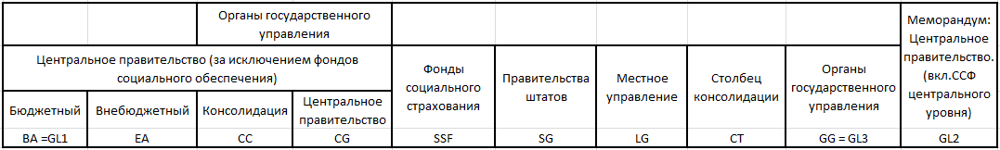 Органы государственного
управления
Меморандум:
Центральное
правительство.
(вкл.ССФ
центрального
уровня)
Центральное правительство (за исключением фондов
социального обеспечения)
Фонды
социального
страхования
Правительства
штатов
Местное
управление
Столбец
консолидации
Органы
государственного
управления
Бюджетный
Внебюджетный
Консолидация
Центральное
правительство
BA =GL1
EA
CC
CG
SSF
SG
LG
CT
GG = GL3
GL2